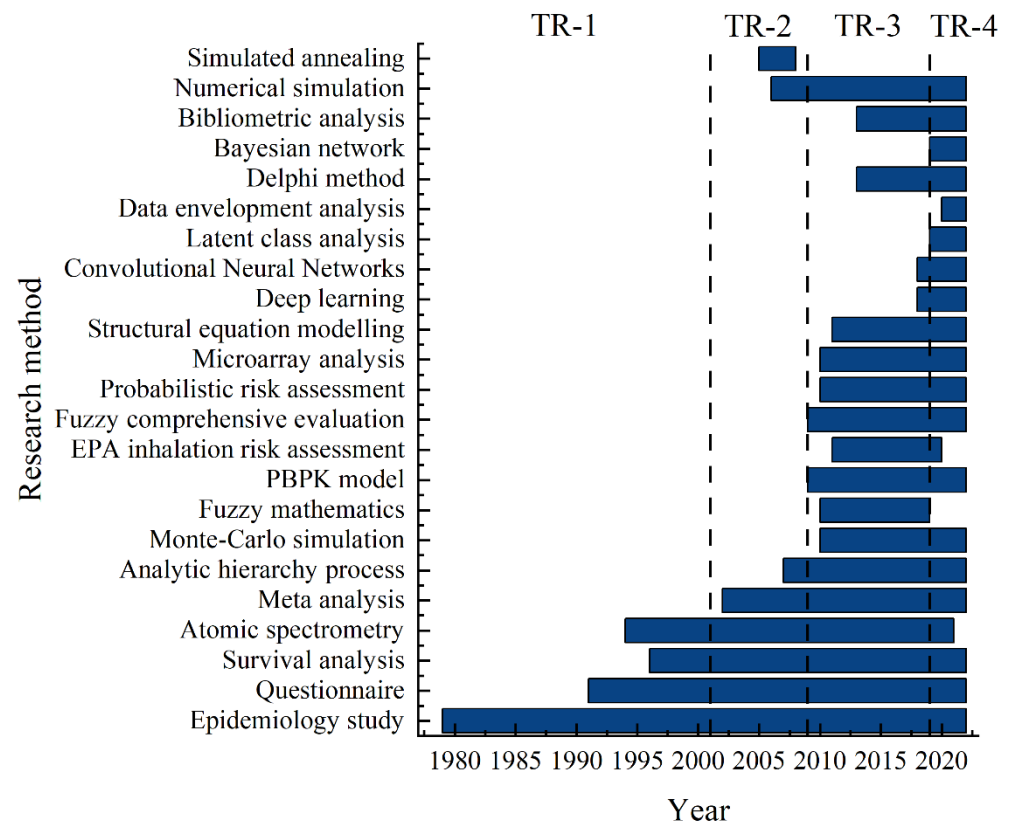 TR-1 TR-2 TR-3 TR-4
Simulated annealing
Numerical simulation
Bibliometric analysis
Bayesian network
Delphi method
Data envelopment analysis
Latent class analysis
Convolutional Neural Networks
Deep learning
Structural equation modelling
Microarray analysis
Probabilistic risk assessment
Fuzzy comprehensive evaluation
EPA inhalation risk assessment
PBPK model
Fuzzy mathematics
Monte-Carlo simulation
Analytic hierarchy process
Meta analysis
Atomic spectrometry
Survival analysis
Questionnaire
Epidemiology study
Research method
1980 1985 1990 1995 2000 2005 2010 2015 2020
Year